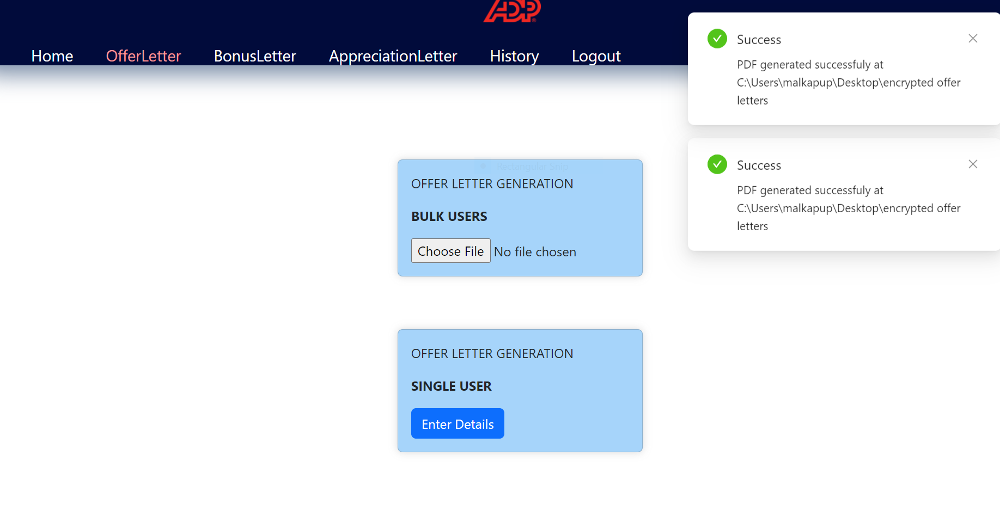 ADP®
Home OfferLetter BonusLetter AppreciationLetter History Logout
Success
PDF generated successfuly at
C:\Users\malkapup\Desktop\encrypted offer
letters
Success
PDF generated successfuly at
C:\Users\malkapup\Desktop\encrypted offer
letters
Rectangular Snip
OFFER LETTER GENERATION
BULK USERS
Choose File No file chosen
OFFER LETTER GENERATION
SINGLE USER
Enter Details